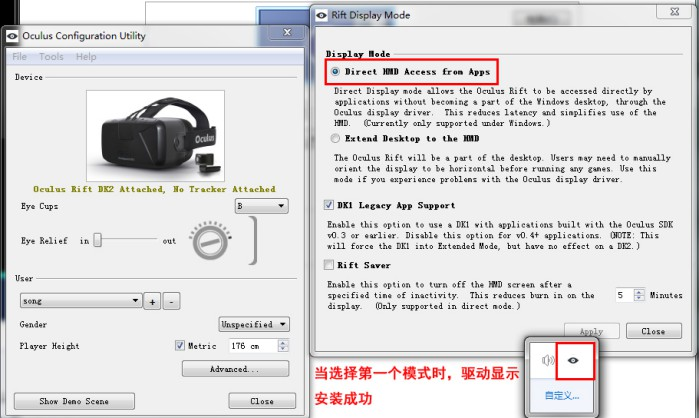 Oculus Configuration Utility
File Tools Help
Device
Oculus
Oculus Rift DK2 Attached, No Tracker Attached
Eye Cups
B
Eye Relief in out
User
song
+
-
Gender
Unspecified
Player Height
Metric
176 cm
Advanced...
Show Demo Scene
Close
Rift Display Mode
Display Mode
Direct HMD Access from Apps
Direct Display mode allows the Oculus Rift to be accessed directly by
applications without becoming a part of the Windows desktop, through the
Oculus display driver. This reduces latency and simplifies use of the
HMD. (Currently only supported under Windows.)
Extend Desktop to the HMD
The Oculus Rift will be a part of the desktop. Users may need to manually
orient the display to be horizontal before running any games. Use this
mode if you experience problems with the Oculus display driver.
DK1 Legacy App Support
Enable this option to use a DK1 with applications built with the Oculus SDK
v0.3 or earlier. Disable this option for v0.4+ applications. (NOTE: This
will force the DK1 into Extended Mode, but have no effect on a DK2.)
Rift Saver
Enable this option to turn off the HMD screen after a
specified time of inactivity. This reduces burn in on the
display. (Only supported in direct mode.)
5 Minutes
Apply
Close
当选择第一个模式时，驱动显示
安装成功
自定义...